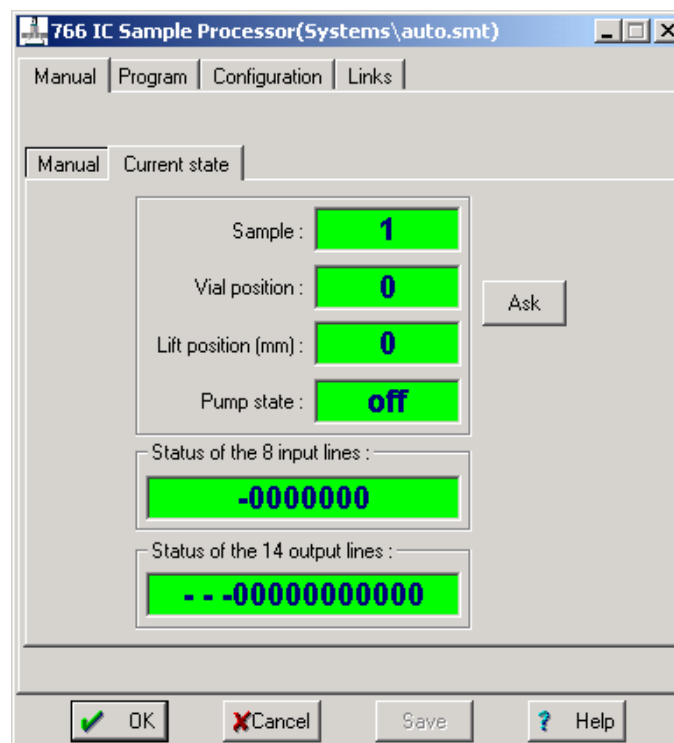 766 IC Sample Processor(Systems\auto.smt)
Manual Program Configuration Links
Manual Current state
Sample : 1
Vial position : 0
Ask
Lift position (mm) : 0
Pump state : off
Status of the 8 input lines :
-0000000
Status of the 14 output lines :
- - -00000000000
OK Cancel Save ? Help